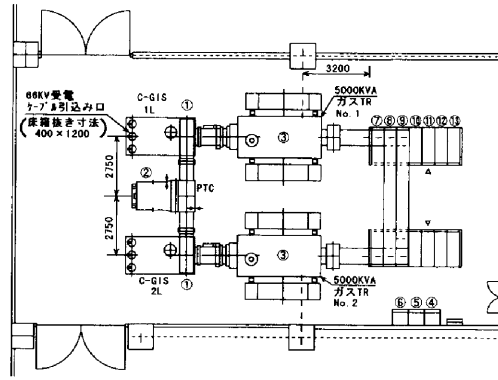 3200
66KV受電
ケーブル引込み口
(床箱抜き寸法)
400×1200
C-GIS
1L
①
5000KVA
ガスTR
No.1
③
⑦⑧⑨⑩⑪⑫⑬
2750
②
PTC
2750
③
C-GIS
2L
①
5000KVA
ガスTR
No.2
⑥⑤④